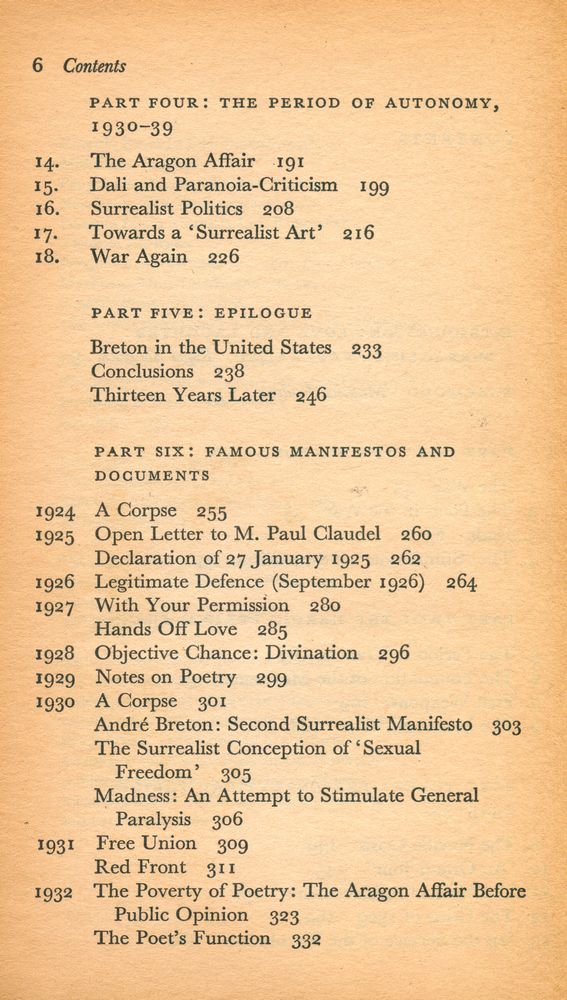 6 Contents
PART FOUR: THE PERIOD OF AUTONOMY,
1930–39
14. The Aragon Affair 191
15. Dali and Paranoia-Criticism 199
16. Surrealist Politics 208
17. Towards a ‘Surrealist Art’ 216
18. War Again 226
PART FIVE: EPILOGUE
Breton in the United States 233
Conclusions 238
Thirteen Years Later 246
PART SIX: FAMOUS MANIFESTOS AND
DOCUMENTS
1924 A Corpse 255
1925 Open Letter to M. Paul Claudel 260
Declaration of 27 January 1925 262
1926 Legitimate Defence (September 1926) 264
1927 With Your Permission 280
Hands Off Love 285
1928 Objective Chance: Divination 296
1929 Notes on Poetry 299
1930 A Corpse 301
André Breton: Second Surrealist Manifesto 303
The Surrealist Conception of ‘Sexual
Freedom’ 305
Madness: An Attempt to Stimulate General
Paralysis 306
1931 Free Union 309
Red Front 311
1932 The Poverty of Poetry: The Aragon Affair Before
Public Opinion 323
The Poet’s Function 332